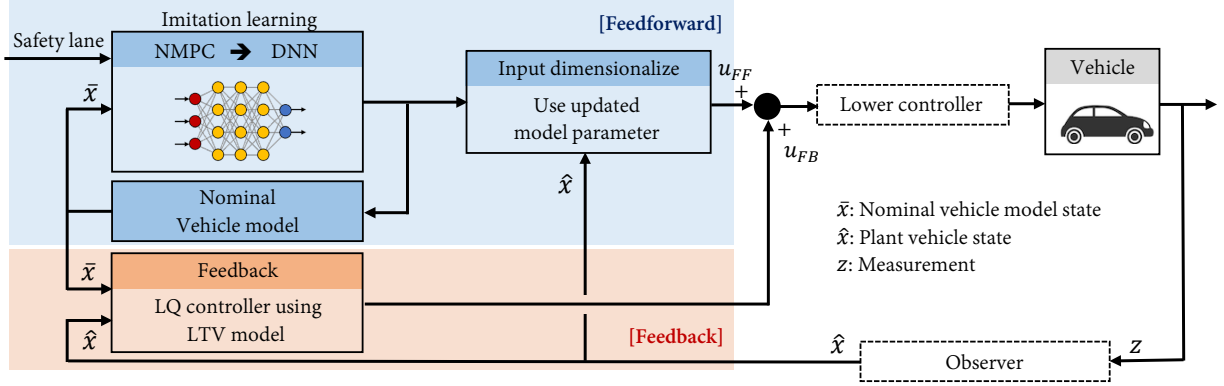 Imitation learning
[Feedforward]
Safety lane
NMPC → DNN
x̄
Input dimensionalize
Use updated
model parameter
u_FF
+
+
u_FB
Lower controller
Vehicle
x̂
Nominal
Vehicle model
x̄: Nominal vehicle model state
x̂: Plant vehicle state
z: Measurement
x̄
Feedback
LQ controller using
LTV model
x̂
[Feedback]
x̂
Observer
z